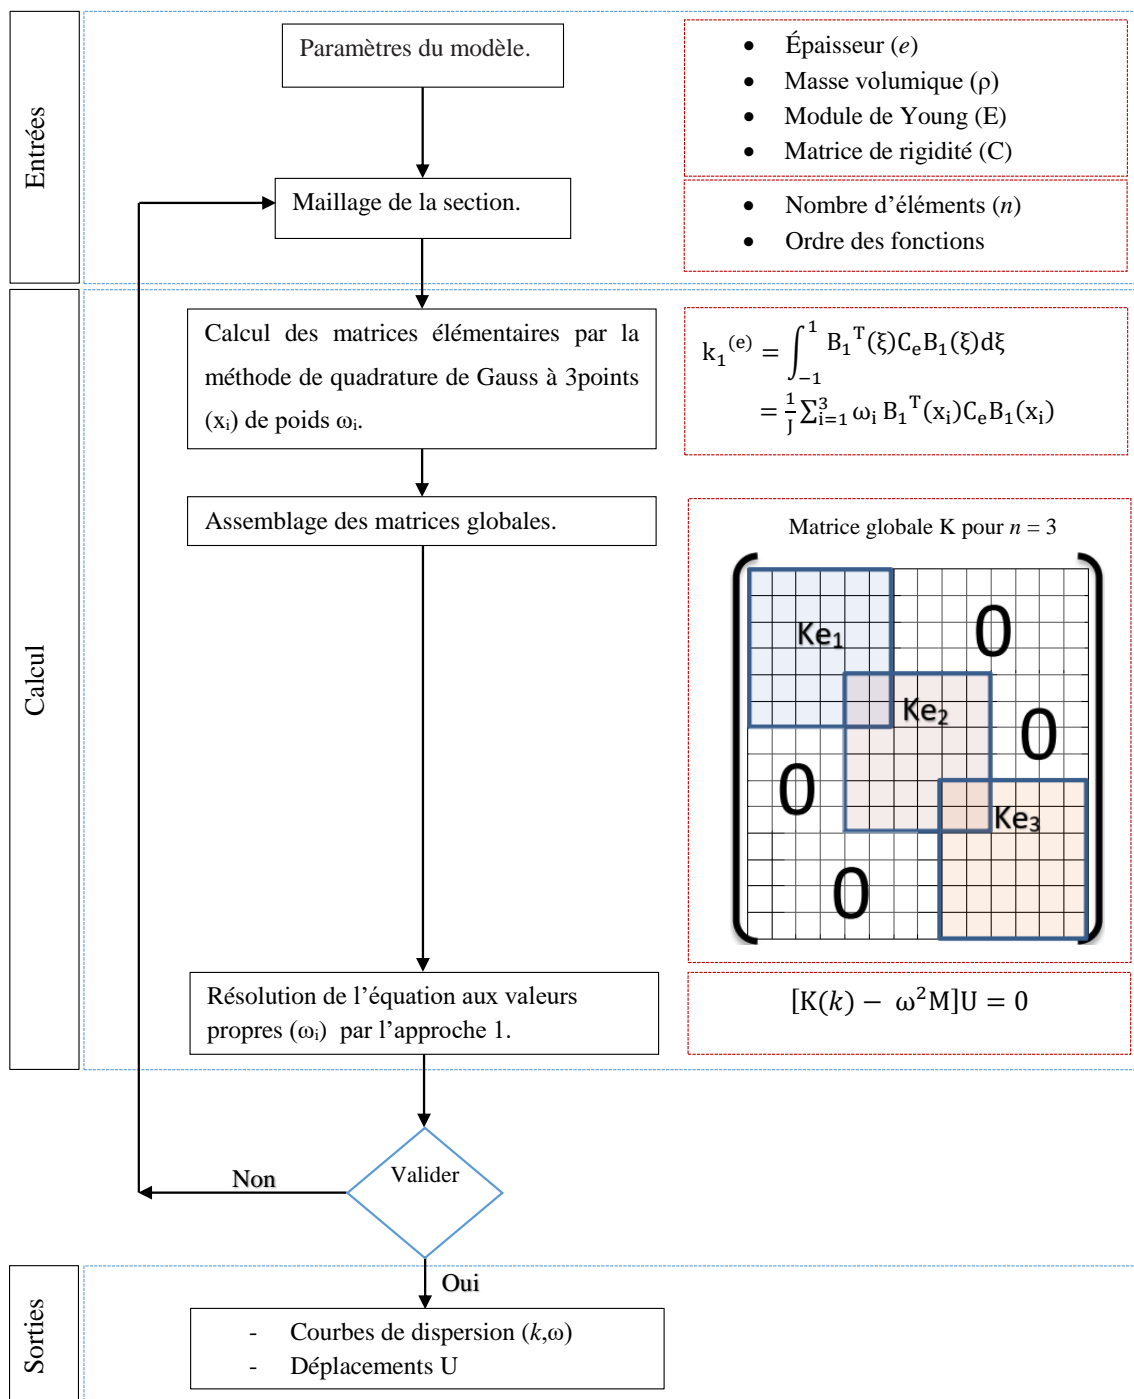 Entrées
Paramètres du modèle.
• Épaisseur (e)
• Masse volumique (ρ)
• Module de Young (E)
• Matrice de rigidité (C)
Maillage de la section.
• Nombre d’éléments (n)
• Ordre des fonctions
Calcul
Calcul des matrices élémentaires par la
méthode de quadrature de Gauss à 3points
(xᵢ) de poids ωᵢ.
k₁⁽ᵉ⁾ = ∫₋₁¹ B₁ᵀ(ξ)CₑB₁(ξ)dξ
= 1/J ∑ᵢ₌₁³ ωᵢ B₁ᵀ(xᵢ)CₑB₁(xᵢ)
Assemblage des matrices globales.
Matrice globale K pour n = 3
Ke₁
0
Ke₂
0
0
Ke₃
0
Résolution de l’équation aux valeurs
propres (ωᵢ) par l’approche 1.
[K(k) − ω²M]U = 0
Valider
Non
Oui
Sorties
- Courbes de dispersion (k,ω)
- Déplacements U